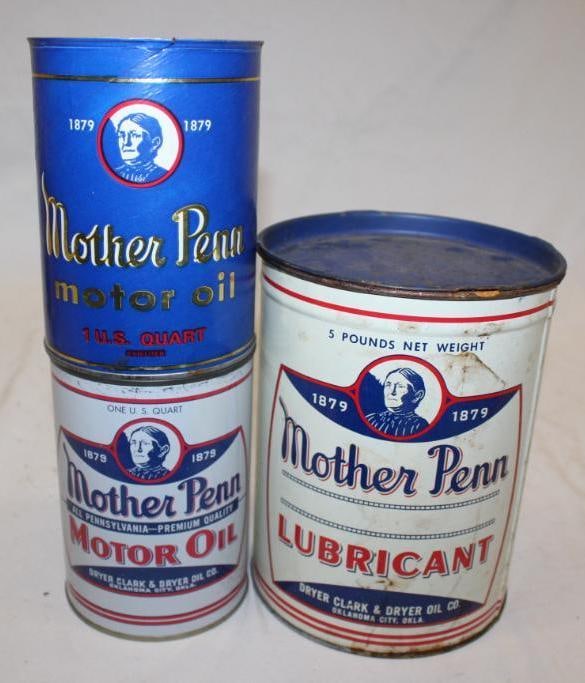 1879 1879
Mother Penn
motor oil
1 U.S. QUART
ONE U. S. QUART
1879 1879
Mother Penn
ALL PENNSYLVANIA—PREMIUM QUALITY
MOTOR OIL
DRYER CLARK & DRYER OIL CO.
OKLAHOMA CITY, OKLA.
5 POUNDS NET WEIGHT
1879 1879
Mother Penn
LUBRICANT
DRYER CLARK & DRYER OIL CO.
OKLAHOMA CITY, OKLA.